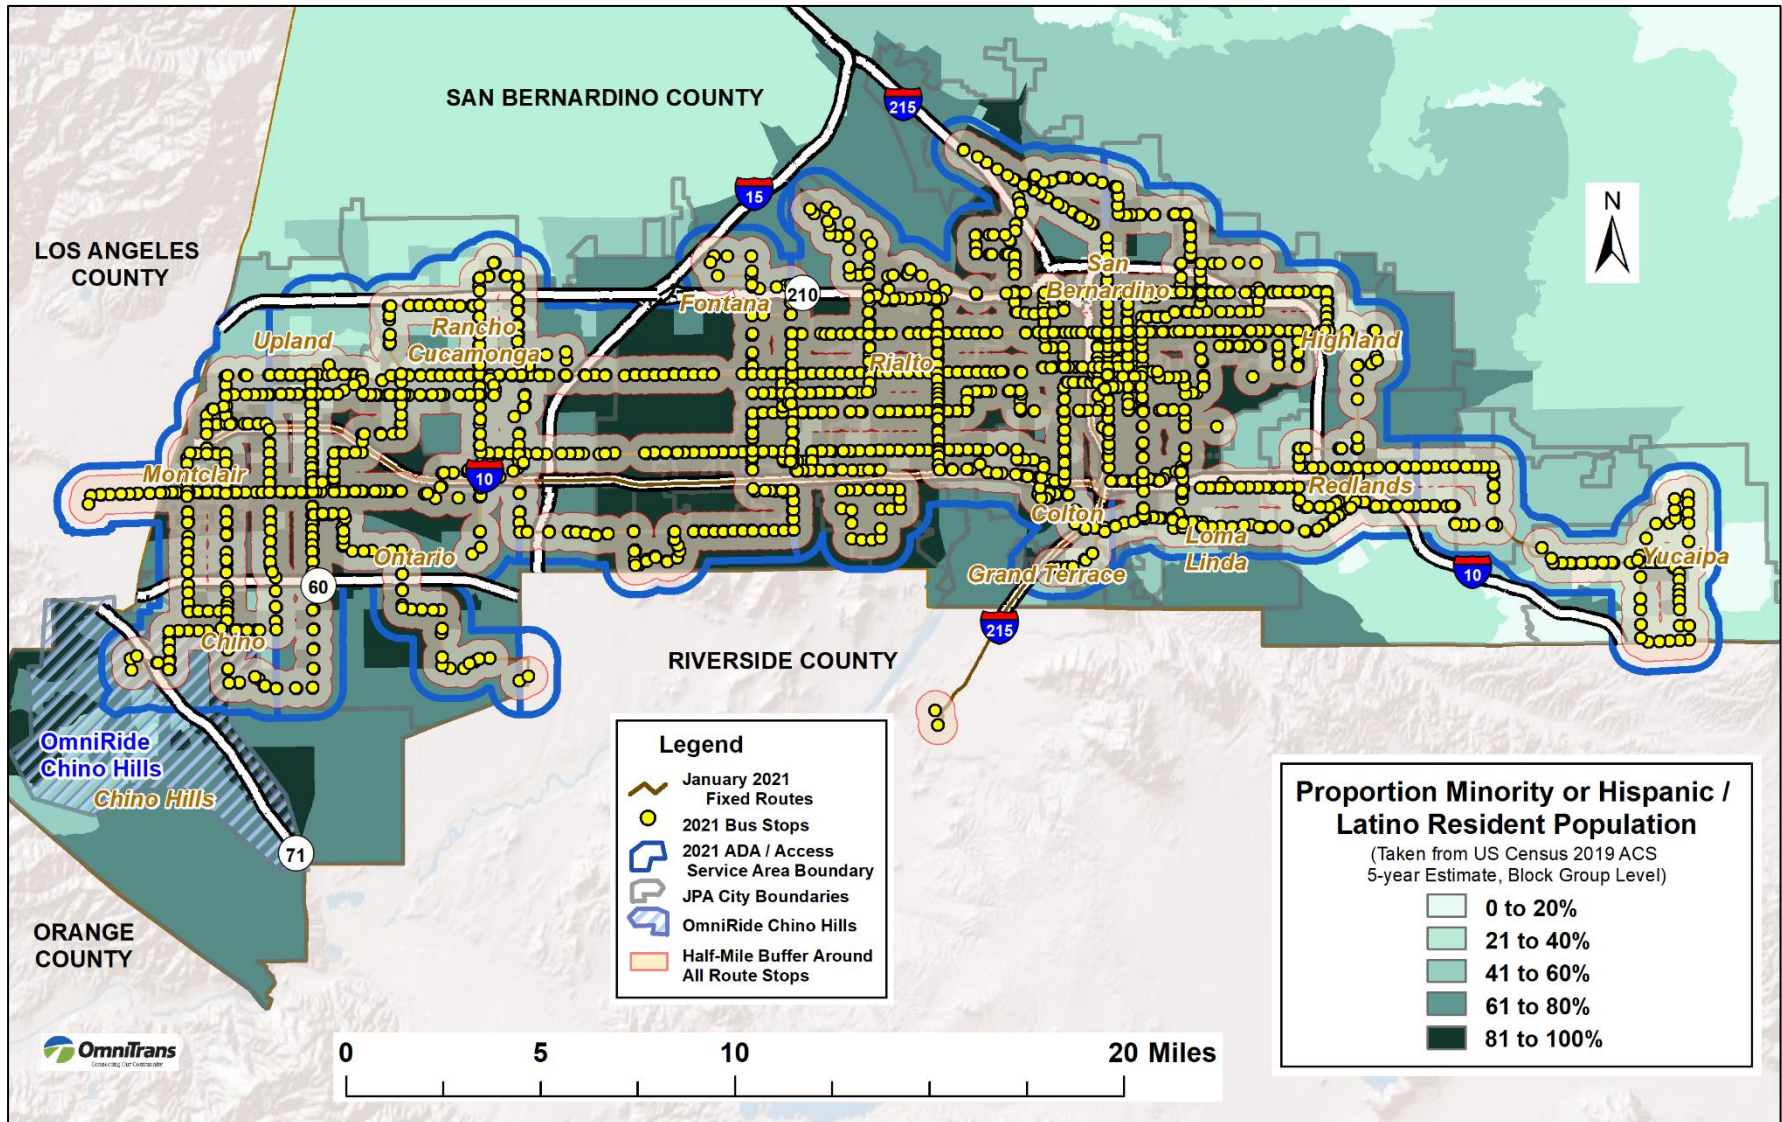 SAN BERNARDINO COUNTY
215
15
N
LOS ANGELES
COUNTY
San
Bernardino
210
Fontana
Upland
Rancho
Cucamonga
Highland
Rialto
Montclair
10
Redlands
Colton
Loma
Linda
Ontario
Grand Terrace
10
Yucaipa
60
215
Chino
RIVERSIDE COUNTY
OmniRide
Chino Hills
Chino Hills
71
ORANGE
COUNTY
Legend
January 2021
Fixed Routes
2021 Bus Stops
2021 ADA / Access
Service Area Boundary
JPA City Boundaries
OmniRide Chino Hills
Half-Mile Buffer Around
All Route Stops
Proportion Minority or Hispanic /
Latino Resident Population
(Taken from US Census 2019 ACS
5-year Estimate, Block Group Level)
0 to 20%
21 to 40%
41 to 60%
61 to 80%
81 to 100%
OmniTrans
Connecting Our Community
0 5 10 20 Miles